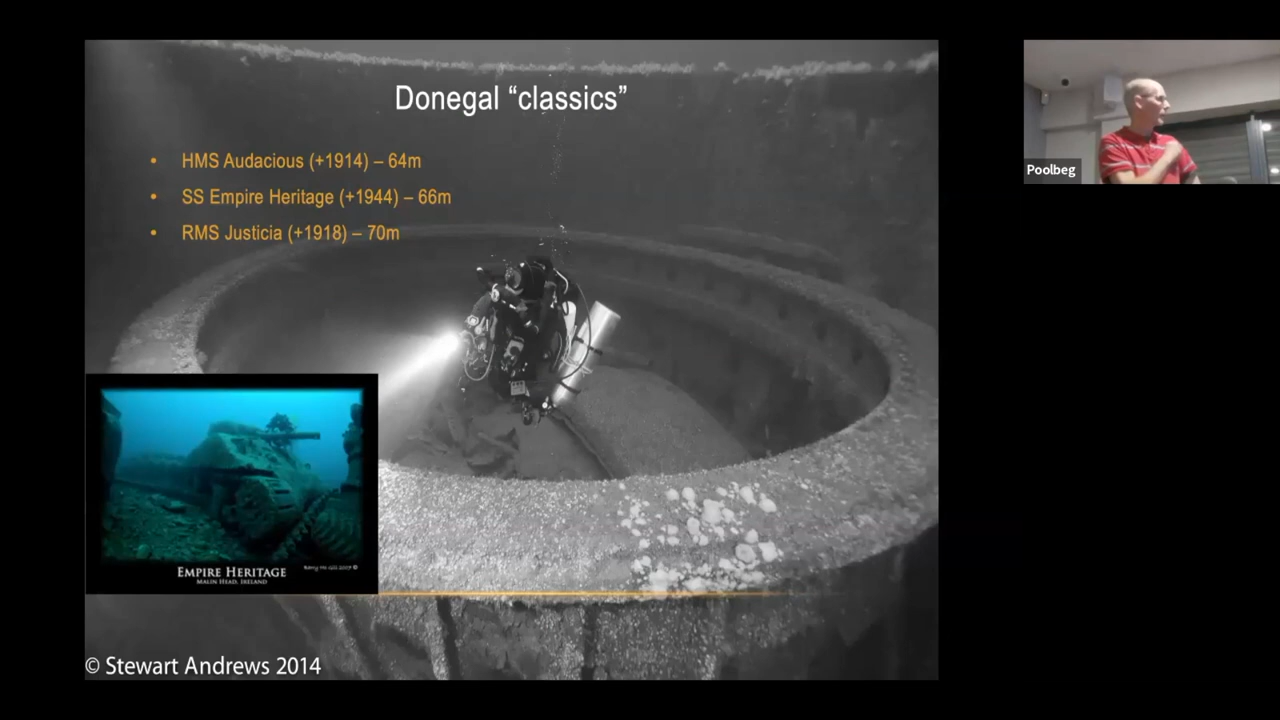 Donegal “classics”
• HMS Audacious (+1914) – 64m
• SS Empire Heritage (+1944) – 66m
• RMS Justicia (+1918) – 70m
Poolbeg
EMPIRE HERITAGE
MALIN HEAD, IRELAND
© Stewart Andrews 2014